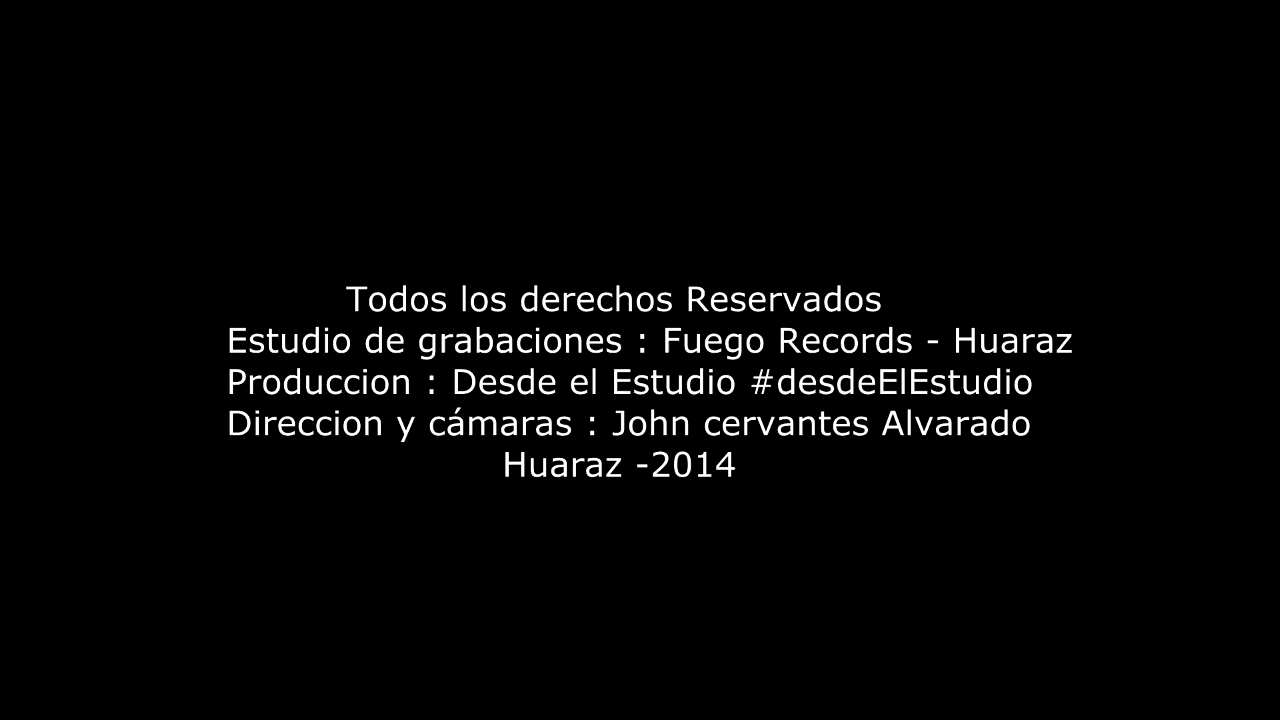 Todos los derechos Reservados
Estudio de grabaciones : Fuego Records - Huaraz
Produccion : Desde el Estudio #desdeElEstudio
Direccion y cámaras : John cervantes Alvarado
Huaraz -2014